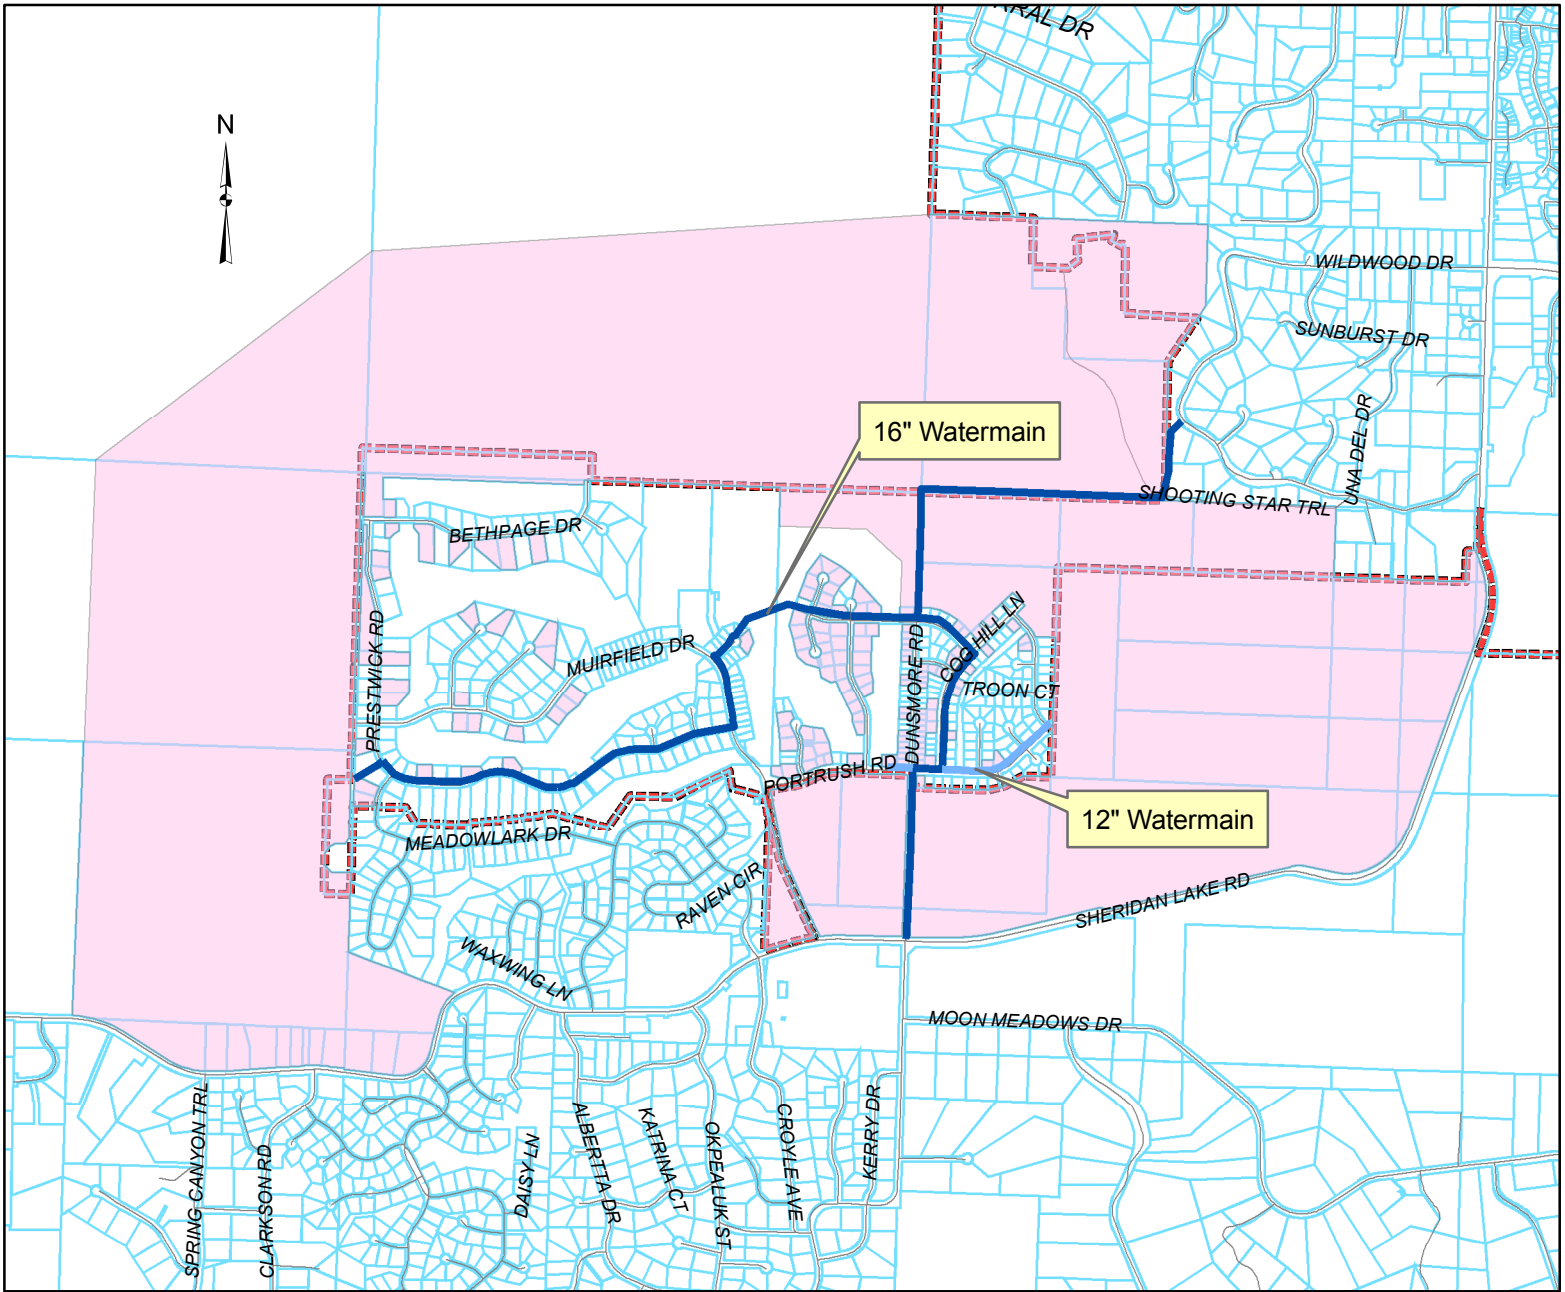 RRAL DR
N
WILDWOOD DR
SUNBURST DR
UNA DEL DR
16" Watermain
SHOOTING STAR TRL
BETHPAGE DR
PRESTWICK RD
MUIRFIELD DR
DUNSMORE RD
COG HILL LN
TROON CT
PORTRUSH RD
12" Watermain
MEADOWLARK DR
RAVEN CIR
SHERIDAN LAKE RD
WAXWING LN
MOON MEADOWS DR
SPRING CANYON TRL
CLARKSON RD
DAISY LN
ALBERTTA DR
KATRINA CT
OKPEALUK ST
CROYLE AVE
KERRY DR